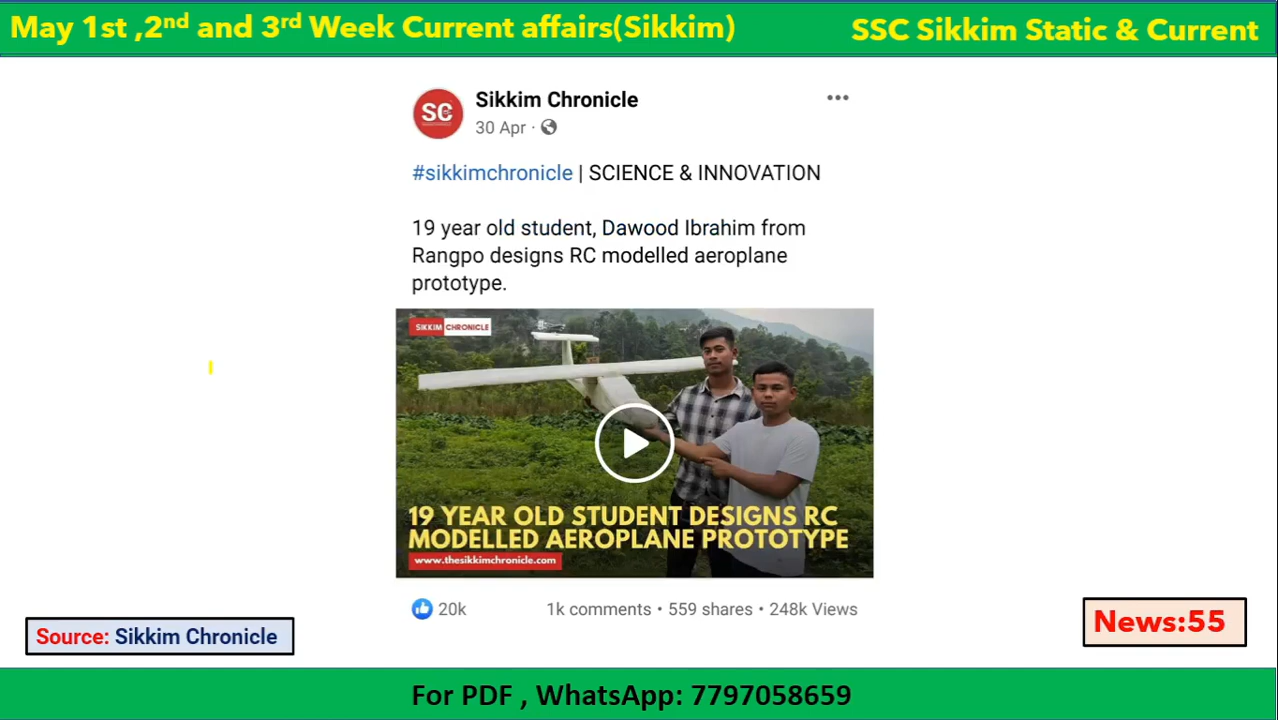 May 1st ,2nd and 3rd Week Current affairs(Sikkim)
SSC Sikkim Static & Current
SC
Sikkim Chronicle
30 Apr ·
#sikkimchronicle | SCIENCE & INNOVATION
19 year old student, Dawood Ibrahim from
Rangpo designs RC modelled aeroplane
prototype.
SIKKIM CHRONICLE
19 YEAR OLD STUDENT DESIGNS RC
MODELLED AEROPLANE PROTOTYPE
www.thesikkimchronicle.com
20k
1k comments • 559 shares • 248k Views
Source: Sikkim Chronicle
News:55
For PDF , WhatsApp: 7797058659